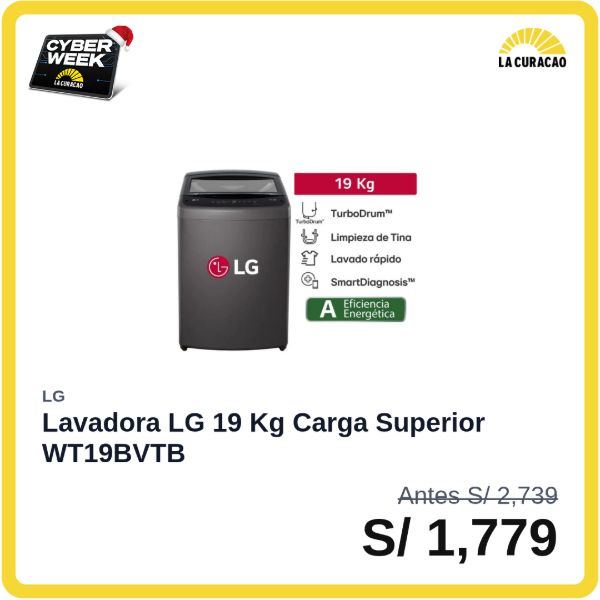 CYBER
WEEK
LA CURACAO
LA CURACAO
19 Kg
TurboDrum™
TurboDrum™
Limpieza de Tina
Lavado rápido
SmartDiagnosis™
A Eficiencia
Energética
LG
LG
Lavadora LG 19 Kg Carga Superior
WT19BVTB
Antes S/ 2,739
S/ 1,779